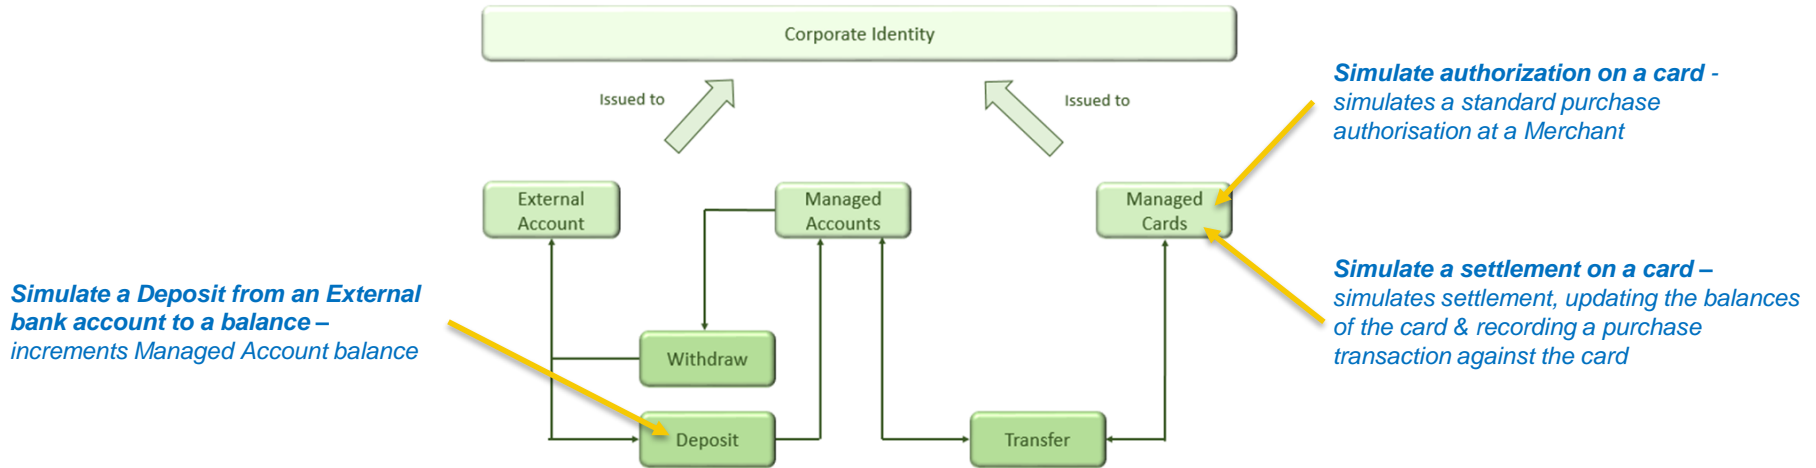 Corporate Identity
Issued to
Issued to
Simulate authorization on a card -
simulates a standard purchase
authorisation at a Merchant
External
Account
Managed
Accounts
Managed
Cards
Simulate a settlement on a card –
simulates settlement, updating the balances
of the card & recording a purchase
transaction against the card
Simulate a Deposit from an External
bank account to a balance –
increments Managed Account balance
Withdraw
Deposit
Transfer